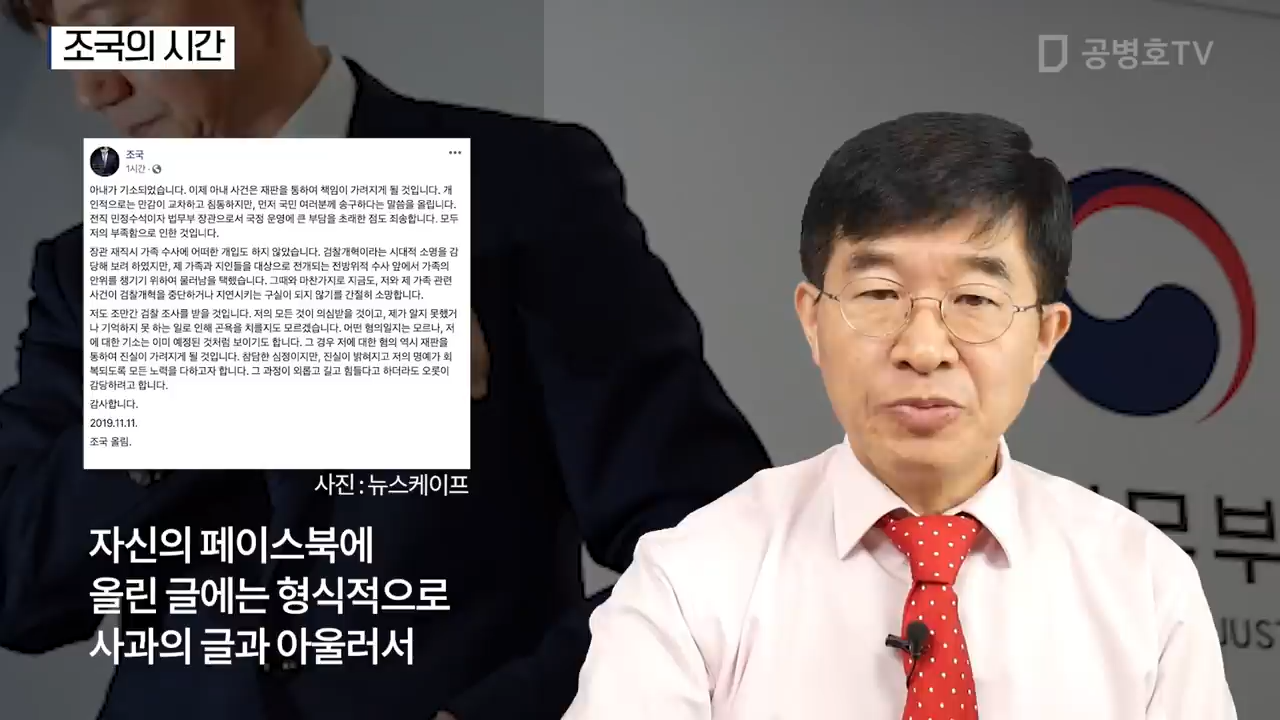 조국의 시간
공병호TV
조국
1시간 ·
아내가 기소되었습니다. 이제 아내 사건은 재판을 통하여 책임이 가려지게 될 것입니다. 개
인적으로는 만감이 교차하고 침통하지만, 먼저 국민 여러분께 송구하다는 말씀을 올립니다.
전직 민정수석이자 법무부 장관으로서 국정 운영에 큰 부담을 초래한 점도 죄송합니다. 모두
저의 부족함으로 인한 것입니다.
장관 재직시 가족 수사에 어떠한 개입도 하지 않았습니다. 검찰개혁이라는 시대적 소명을 감
당해 보려 하였지만, 제 가족과 지인들을 대상으로 전개되는 전방위적 수사 앞에서 가족의
안위를 챙기기 위하여 물러남을 택했습니다. 그때와 마찬가지로 지금도, 저와 제 가족 관련
사건이 검찰개혁을 중단하거나 지연시키는 구실이 되지 않기를 간절히 소망합니다.
저도 조만간 검찰 조사를 받을 것입니다. 저의 모든 것이 의심받을 것이고, 제가 알지 못했거
나 기억하지 못 하는 일로 인해 곤욕을 치를지도 모르겠습니다. 어떤 혐의일지는 모르나, 저
에 대한 기소는 이미 예정된 것처럼 보이기도 합니다. 그 경우 저에 대한 혐의 역시 재판을
통하여 진실이 가려지게 될 것입니다. 참담한 심정이지만, 진실이 밝혀지고 저의 명예가 회
복되도록 모든 노력을 다하고자 합니다. 그 과정이 외롭고 길고 힘들다고 하더라도 오롯이
감당하려고 합니다.
감사합니다.
2019.11.11.
조국 올림.
사진 : 뉴스케이프
자신의 페이스북에
올린 글에는 형식적으로
사과의 글과 아울러서
무부
JUS